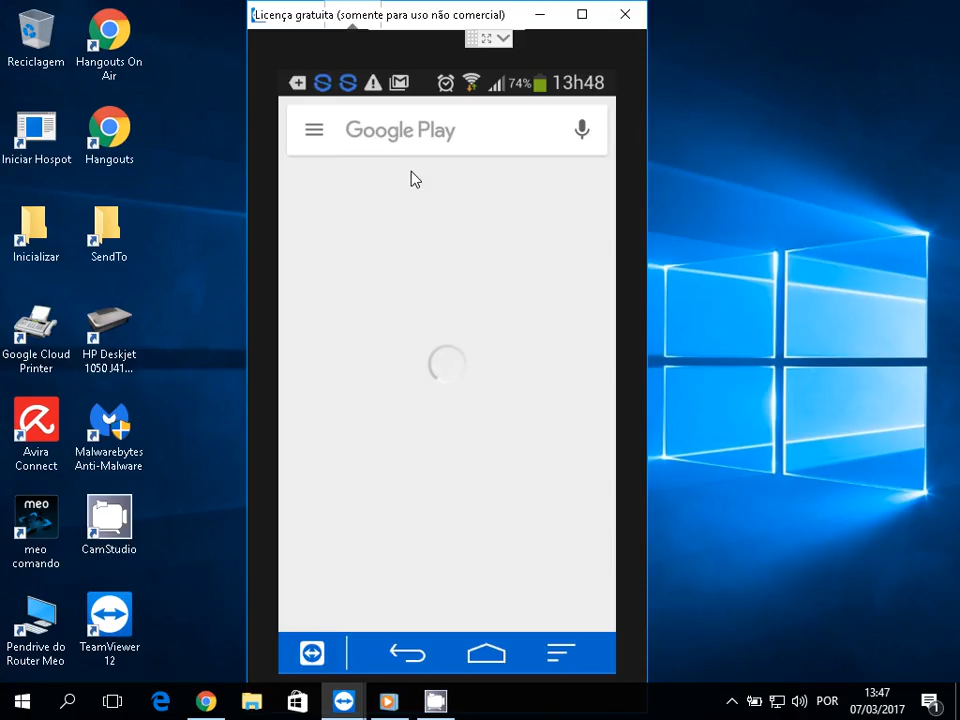 Licença gratuita (somente para uso não comercial)
74%
13h48
Google Play
Reciclagem
Hangouts On
Air
Iniciar Hospot
Hangouts
Inicializar
SendTo
Google Cloud
Printer
HP Deskjet
1050 J41...
Avira
Connect
Malwarebytes
Anti-Malware
meo
meo
comando
CamStudio
Pendrive do
Router Meo
TeamViewer
12
POR
13:47
07/03/2017
1